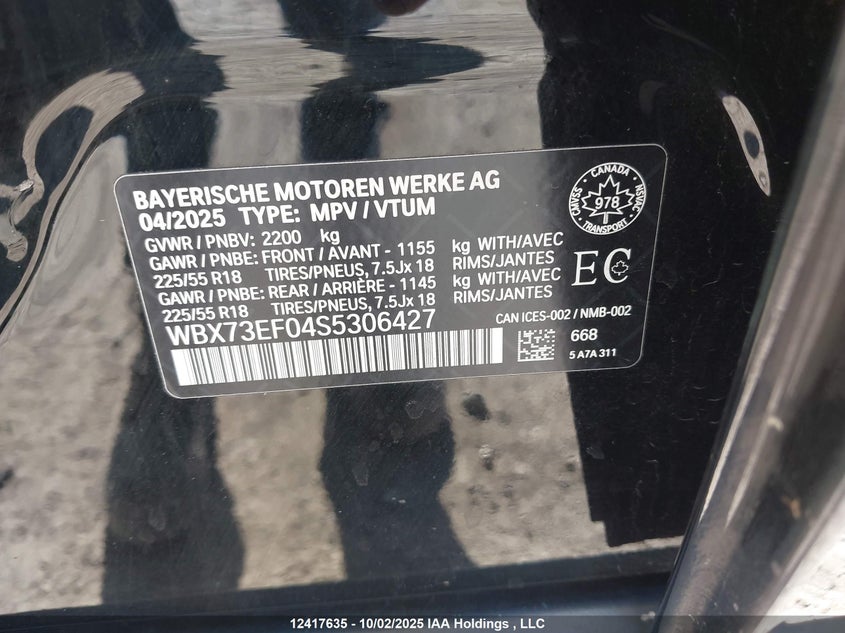 BAYERISCHE MOTOREN WERKE AG
04/2025 TYPE: MPV / VTUM
GVWR / PNBV: 2200 kg
GAWR / PNBE: FRONT / AVANT - 1155 kg WITH/AVEC
225/55 R18 TIRES/PNEUS, 7.5Jx 18 RIMS/JANTES
GAWR / PNBE: REAR / ARRIÈRE - 1145 kg WITH/AVEC
225/55 R18 TIRES/PNEUS, 7.5Jx 18 RIMS/JANTES
WBX73EF04S5306427
CANADA
CMVSS
978
NSVAC
TRANSPORT
EC
CAN ICES-002 / NMB-002
668
5 A7A 311
12417635 - 10/02/2025 IAA Holdings , LLC